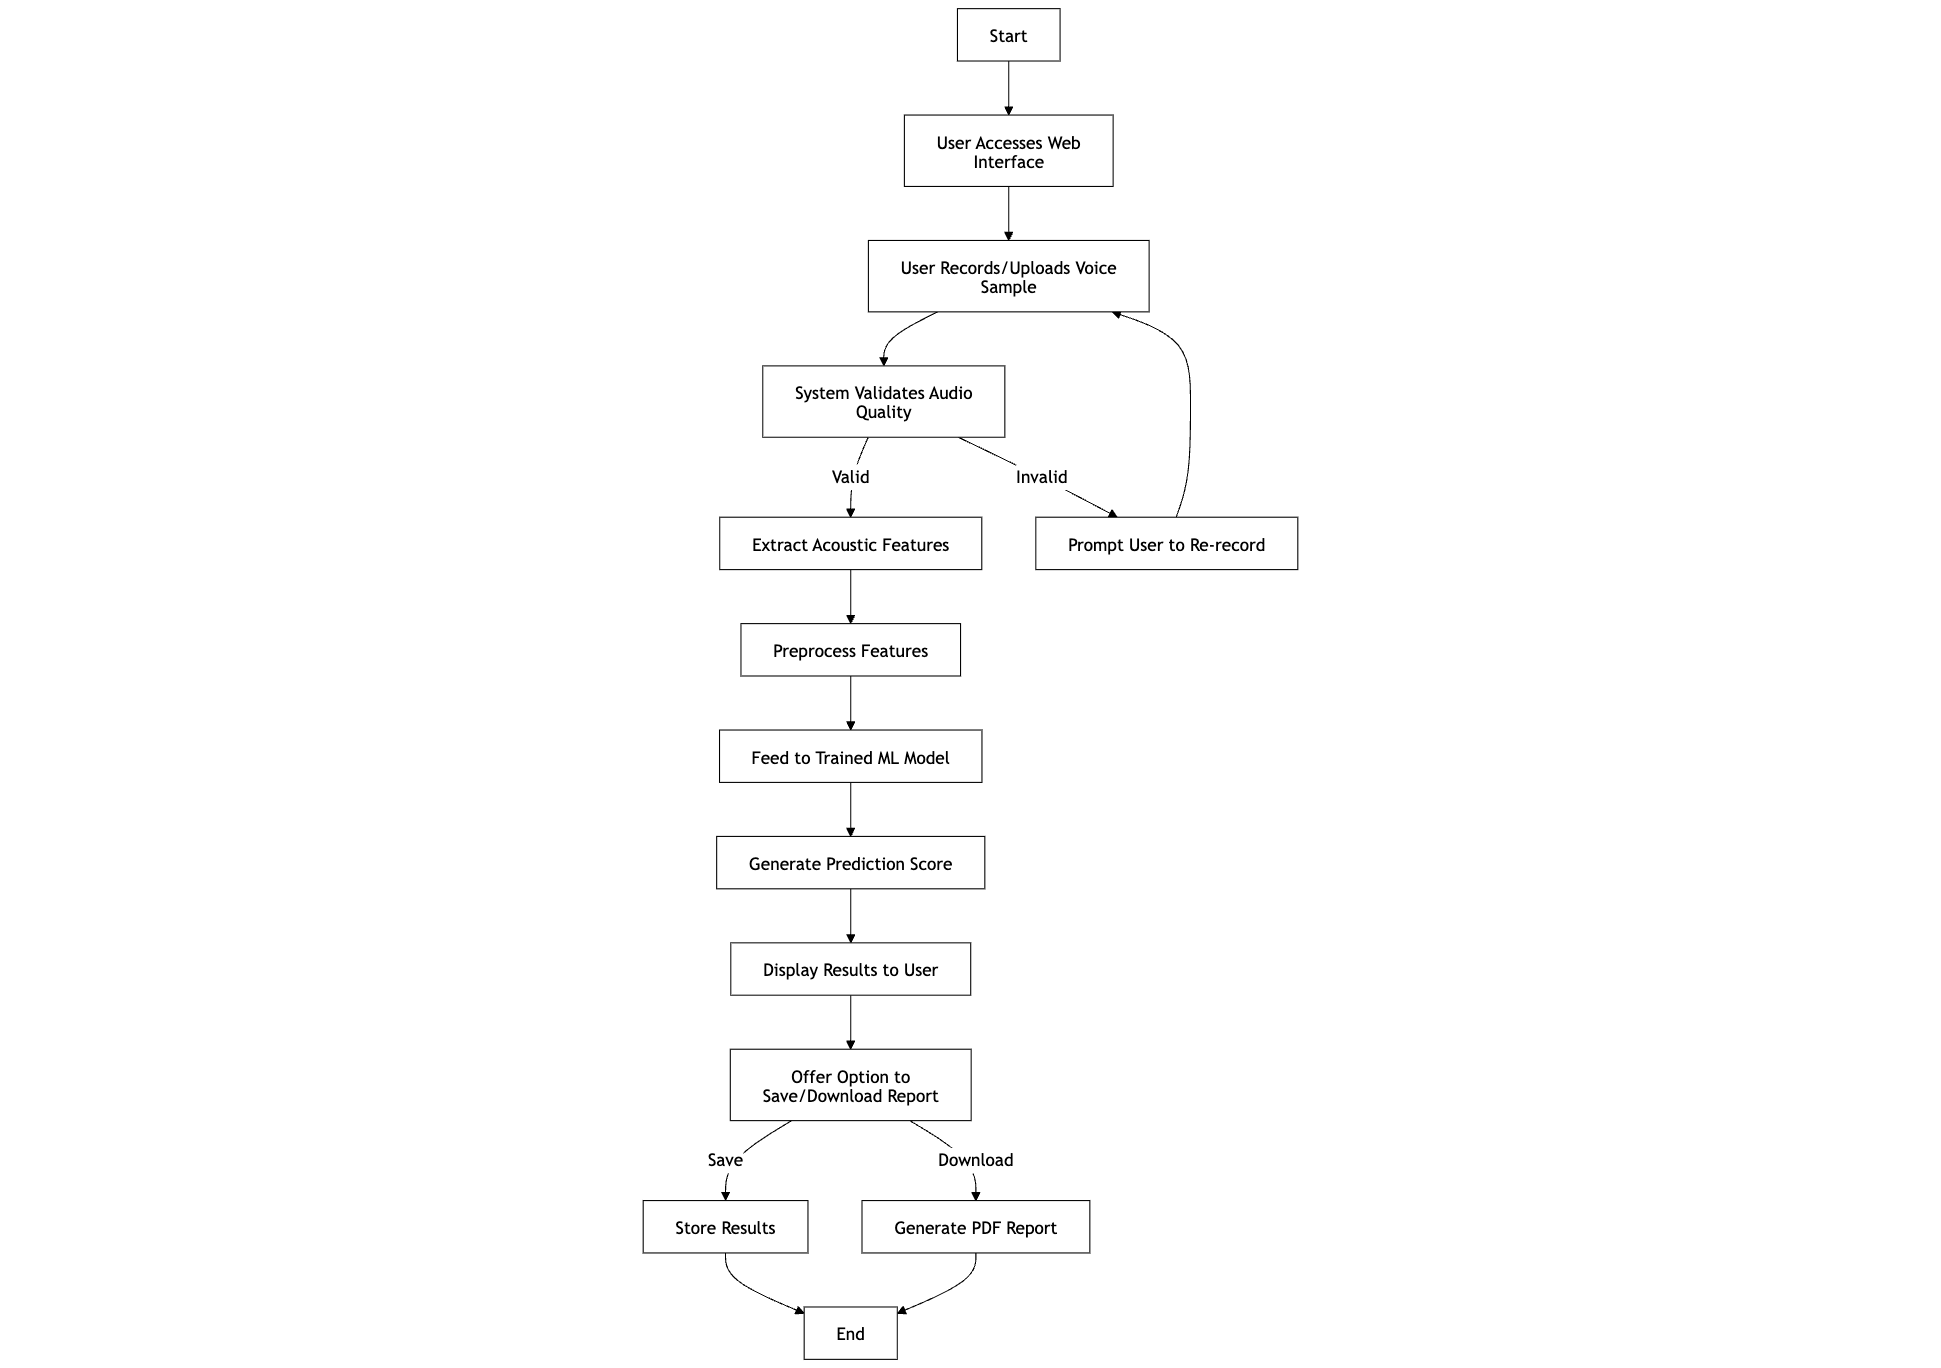 Start
User Accesses Web
Interface
User Records/Uploads Voice
Sample
System Validates Audio
Quality
Valid
Invalid
Extract Acoustic Features
Prompt User to Re-record
Preprocess Features
Feed to Trained ML Model
Generate Prediction Score
Display Results to User
Offer Option to
Save/Download Report
Save
Download
Store Results
Generate PDF Report
End